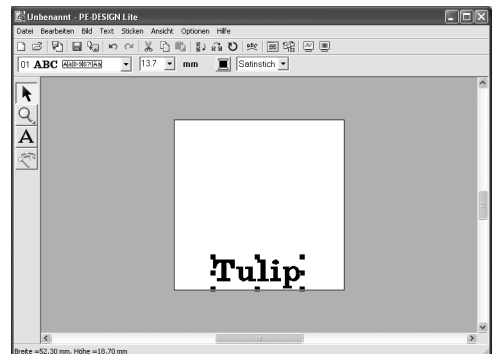 Unbenannt - PE-DESIGN Lite
Datei Bearbeiten Bild Text Sticken Ansicht Optionen Hilfe
01 ABC 13.7 mm Satinstich
A
Tulip
Breite =52.30 mm, Höhe =18.70 mm